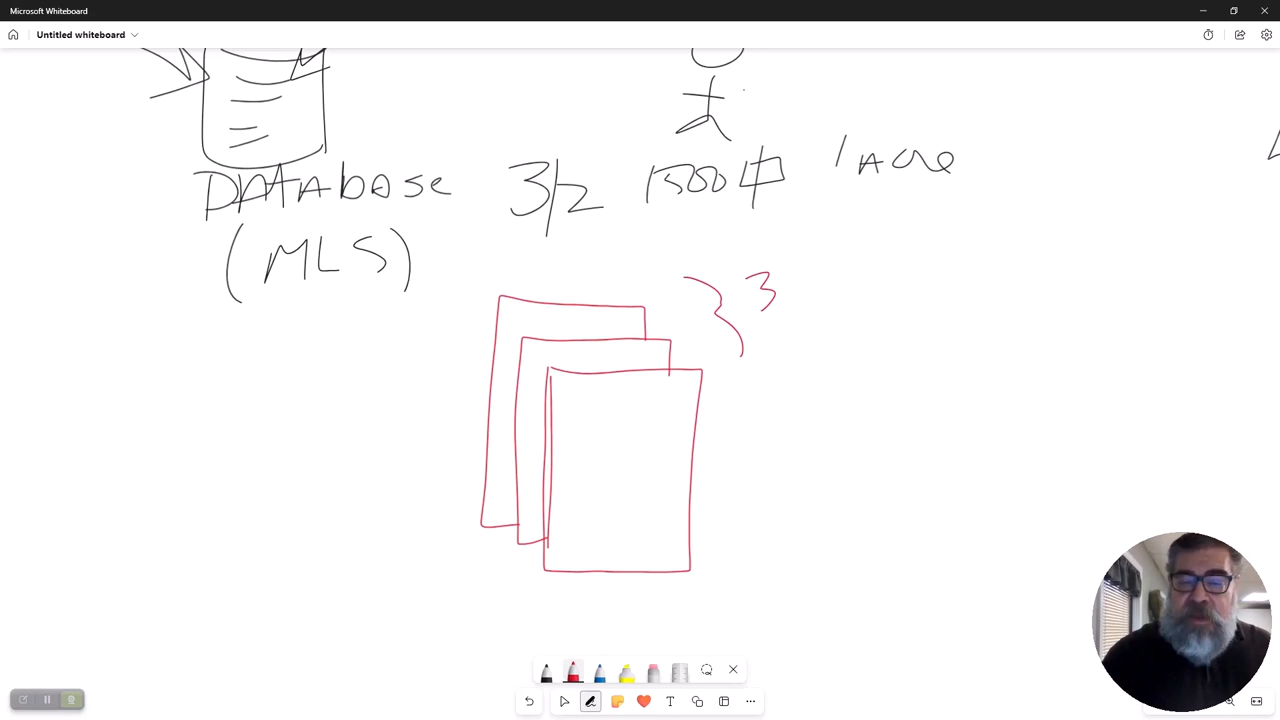 Microsoft Whiteboard
Untitled whiteboard
DATAbase 3/2 1500 1 Acre
(MLS)
3